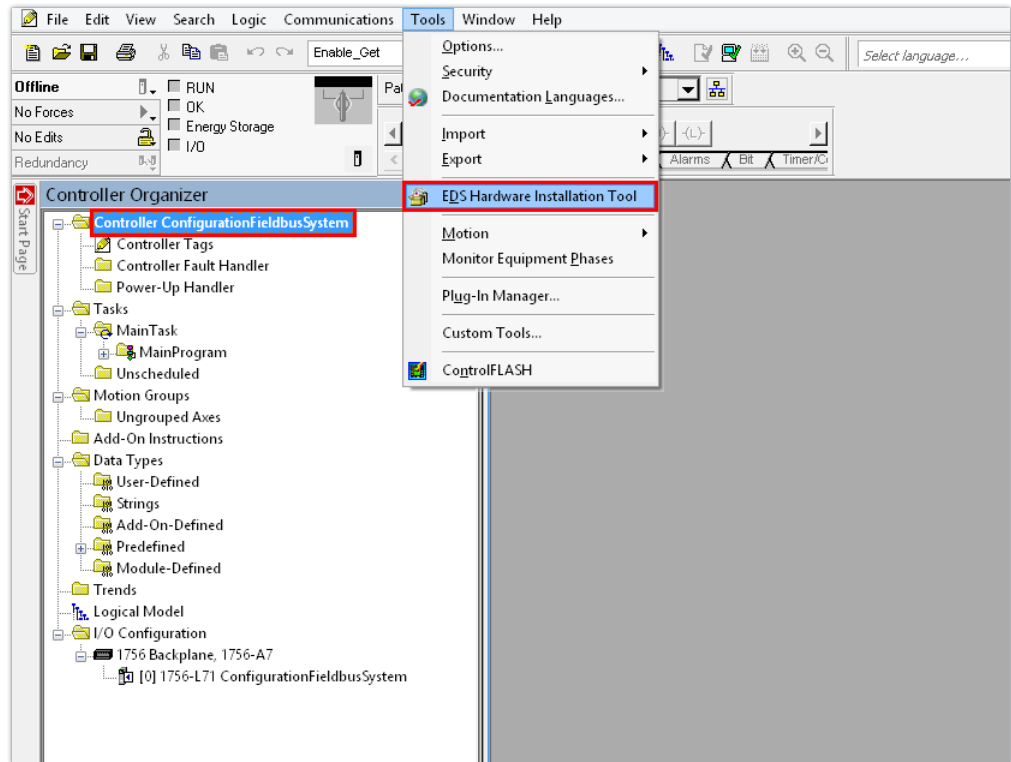 File Edit View Search Logic Communications Tools Window Help
Enable_Get
Select language...
Offline
RUN
No Forces
OK
No Edits
Energy Storage
I/O
Redundancy
Alarms Bit
Options...
Security
Documentation Languages...
Import
Export
EDS Hardware Installation Tool
Motion
Monitor Equipment Phases
Plug-In Manager...
Custom Tools...
ControlFLASH
Start Page
Controller Organizer
Controller ConfigurationFieldbusSystem
Controller Tags
Controller Fault Handler
Power-Up Handler
Tasks
MainTask
MainProgram
Unscheduled
Motion Groups
Ungrouped Axes
Add-On Instructions
Data Types
User-Defined
Strings
Add-On-Defined
Predefined
Module-Defined
Trends
Logical Model
I/O Configuration
1756 Backplane, 1756-A7
[0] 1756-L71 ConfigurationFieldbusSystem